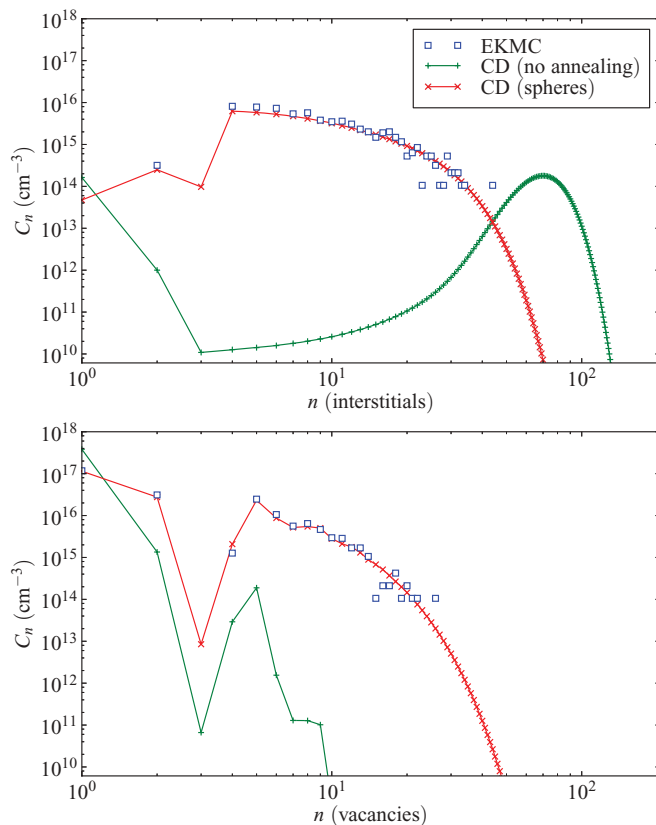 10^18
10^17
10^16
10^15
10^14
10^13
10^12
10^11
10^10
C_n (cm^−3)
EKMC
CD (no annealing)
CD (spheres)
10^0 10^1 10^2
n (interstitials)
10^18
10^17
10^16
10^15
10^14
10^13
10^12
10^11
10^10
C_n (cm^−3)
10^0 10^1 10^2
n (vacancies)